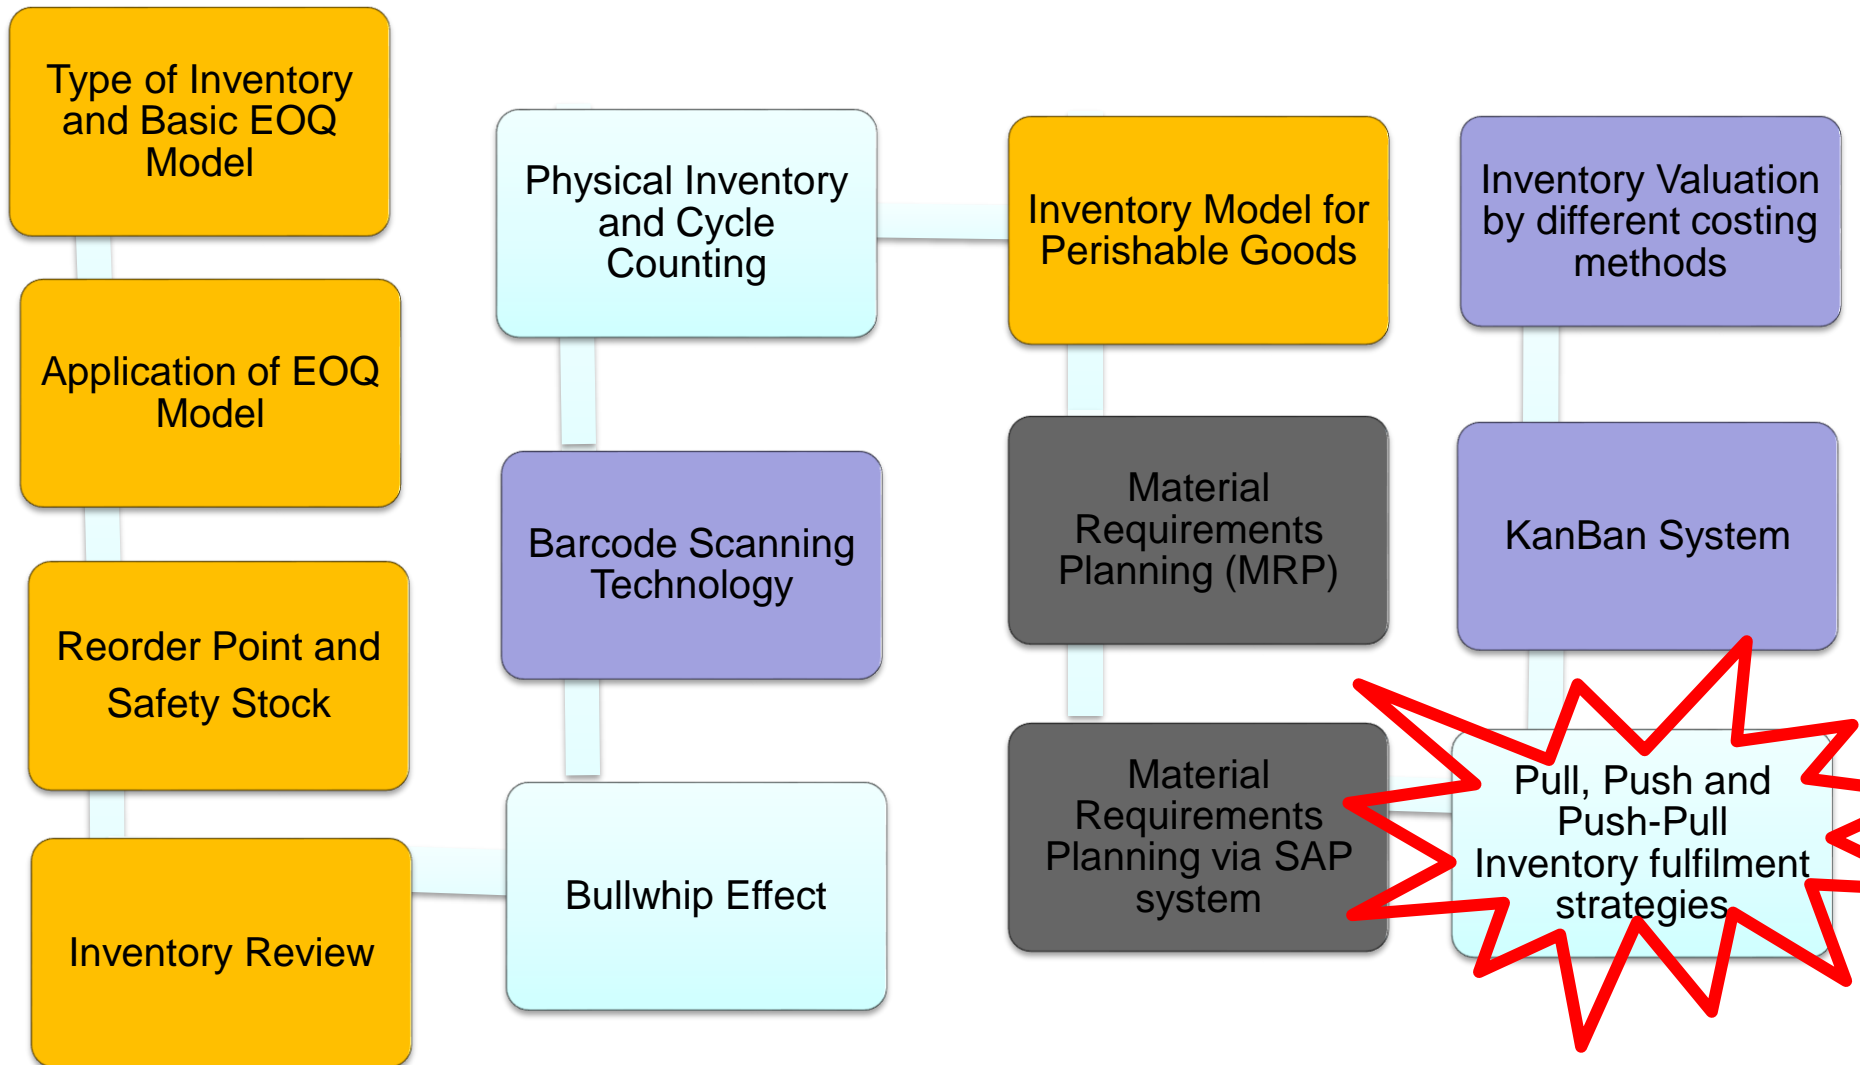 Type of Inventory
and Basic EOQ
Model
Application of EOQ
Model
Reorder Point and
Safety Stock
Inventory Review
Bullwhip Effect
Barcode Scanning
Technology
Physical Inventory
and Cycle
Counting
Inventory Model for
Perishable Goods
Material
Requirements
Planning (MRP)
Material
Requirements
Planning via SAP
system
Pull, Push and
Push-Pull
Inventory fulfilment
strategies
KanBan System
Inventory Valuation
by different costing
methods